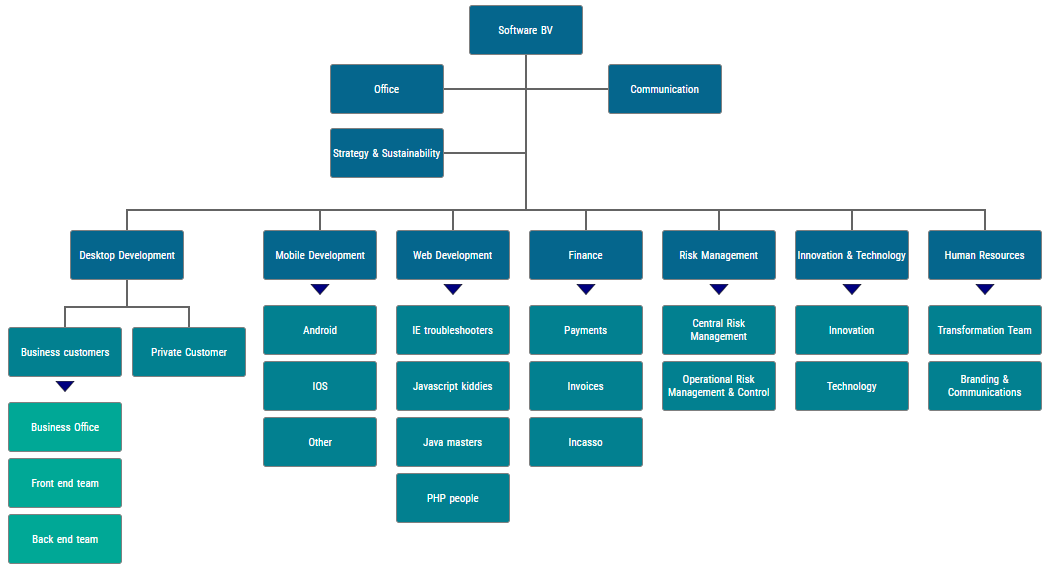 Software BV
Office
Communication
Strategy & Sustainability
Desktop Development
Mobile Development
Web Development
Finance
Risk Management
Innovation & Technology
Human Resources
Business customers
Private Customer
Business Office
Front end team
Back end team
Android
IOS
Other
IE troubleshooters
Javascript kiddies
Java masters
PHP people
Payments
Invoices
Incasso
Central Risk
Management
Operational Risk
Management & Control
Innovation
Technology
Transformation Team
Branding &
Communications